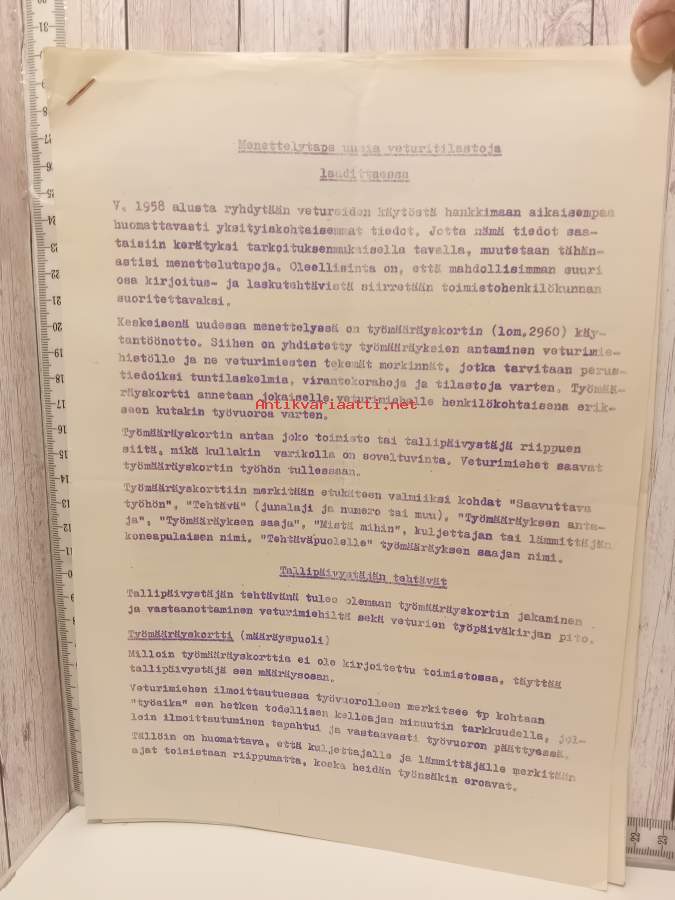 Menettelytapa uusia veturitilastoja
laadittaessa
V. 1958 alusta ryhdytään vetureiden käytöstä hankkimaan aikaisempaa
huomattavasti yksityiskohtaisemmat tiedot. Jotta nämä tiedot saa-
taisiin kerätyksi tarkoituksenmukaisella tavalla, muutetaan tähän-
astisi menettelutapoja. Oleellisinta on, että mahdollisimman suuri
osa kirjoitus- ja laskutehtävistä siirretään toimistohenkilökunnan
suoritettavaksi.
Keskeisenä uudessa menettelyssä on työmääräyskortin (lom. 2960) käy-
tantöönotto. Siihen on yhdistetty työmääräyksien antaminen veturimie-
histölle ja ne veturimiesten tekemät merkinnät, jotka tarvitaan perus-
tiedoiksi tuntilaskelmia, virantekorahoja ja tilastoja varten. Työmää-
räyskortti annetaan jokaiselle veturimiehelle henkilökohtaisena erik-
seen kutakin työvuoroa varten.
Antikvariaatti.net
Työmääräyskortin antaa joko toimisto tai tallipäivystäjä riippuen
siitä, mikä kullakin varikolla on soveltuvinta. Veturimiehet saavat
työmääräyskortin työhön tullessaan.
Työmääräyskorttiin merkitään etukäteen valmiiksi kohdat "Saavuttava
työhön", "Tehtävä" (junalaji ja numero tai muu), "Työmääräyksen anta-
ja", "Työmääräyksen saaja", "Mistä mihin", kuljettajan tai lämmittäjän
koneapulaisen nimi. "Tehtäväpuolelle" työmääräyksen saajan nimi.
Tallipäivystäjän tehtävät
Tallipäivystäjän tehtävänä tulee olemaan työmääräyskortin jakaminen
ja vastaanottaminen veturimiehiltä sekä veturien työpäiväkirjan pito.
Työmääräyskortti (määräyspuoli)
Milloin työmääräyskorttia ei ole kirjoitettu toimistossa, täyttää
tallipäivystäjä sen määräysosan.
Veturimiehen ilmoittautuessa työvuorolleen merkitsee tp kohtaan
"työaika" sen hetken todellisen kelloajan minuutin tarkkuudella, jol-
loin ilmoittautuminen tapahtui ja vastaavasti työvuoron päättyessä.
Tällöin on huomattava, että kuljettajalle ja lämmittäjälle merkitään
ajat toisistaan riippumatta, koska heidän työnsäkin eroavat.